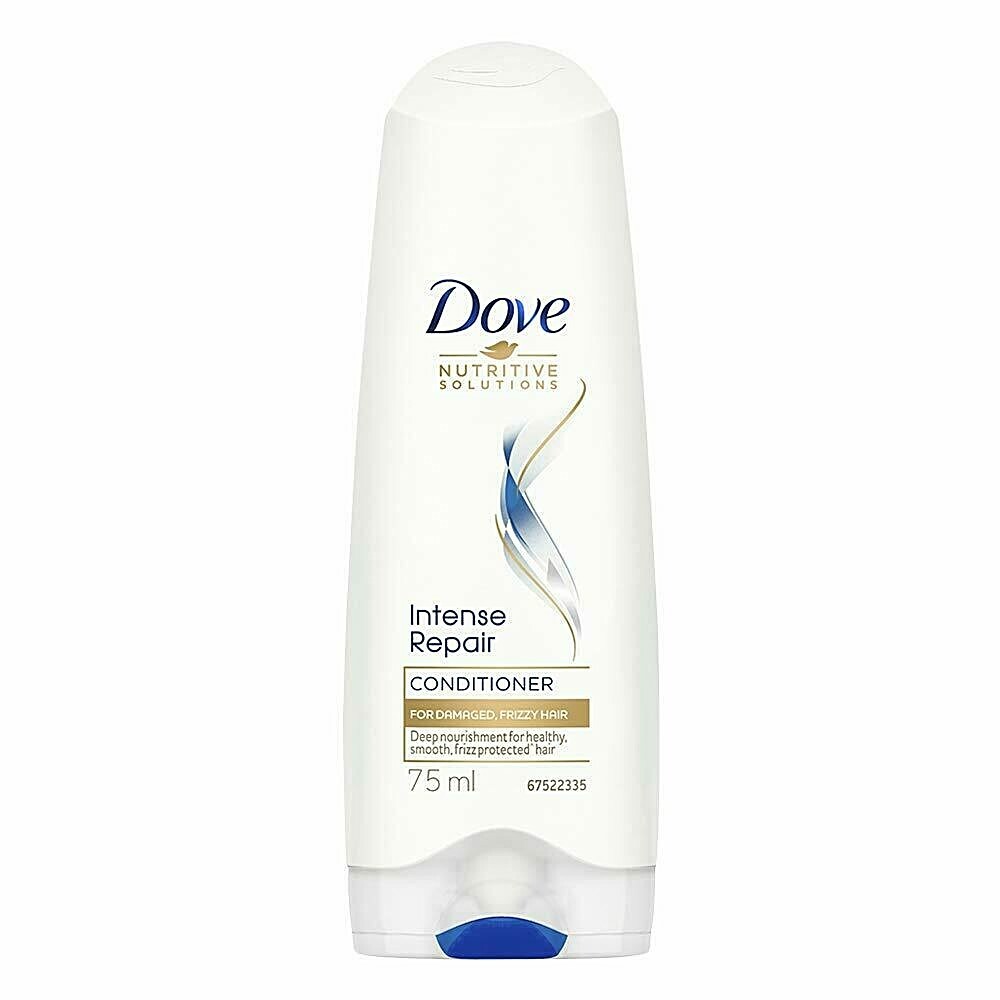 Dove
NUTRITIVE
SOLUTIONS
Intense
Repair
CONDITIONER
FOR DAMAGED, FRIZZY HAIR
Deep nourishment for healthy,
smooth, frizz protected* hair
75 ml
67522335